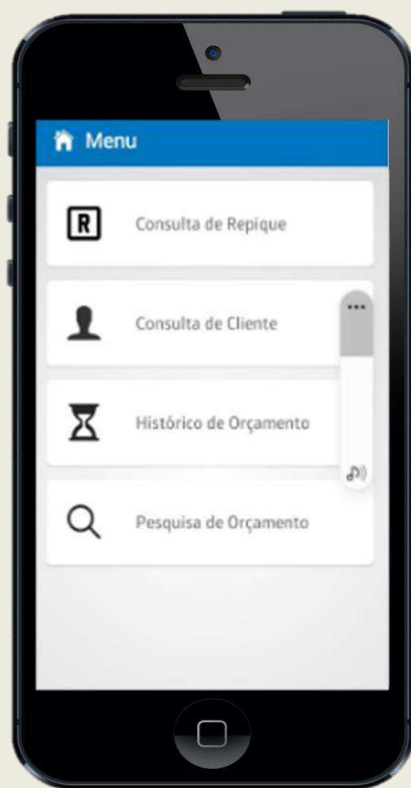 Menu
R
Consulta de Repique
Consulta de Cliente
Histórico de Orçamento
Pesquisa de Orçamento